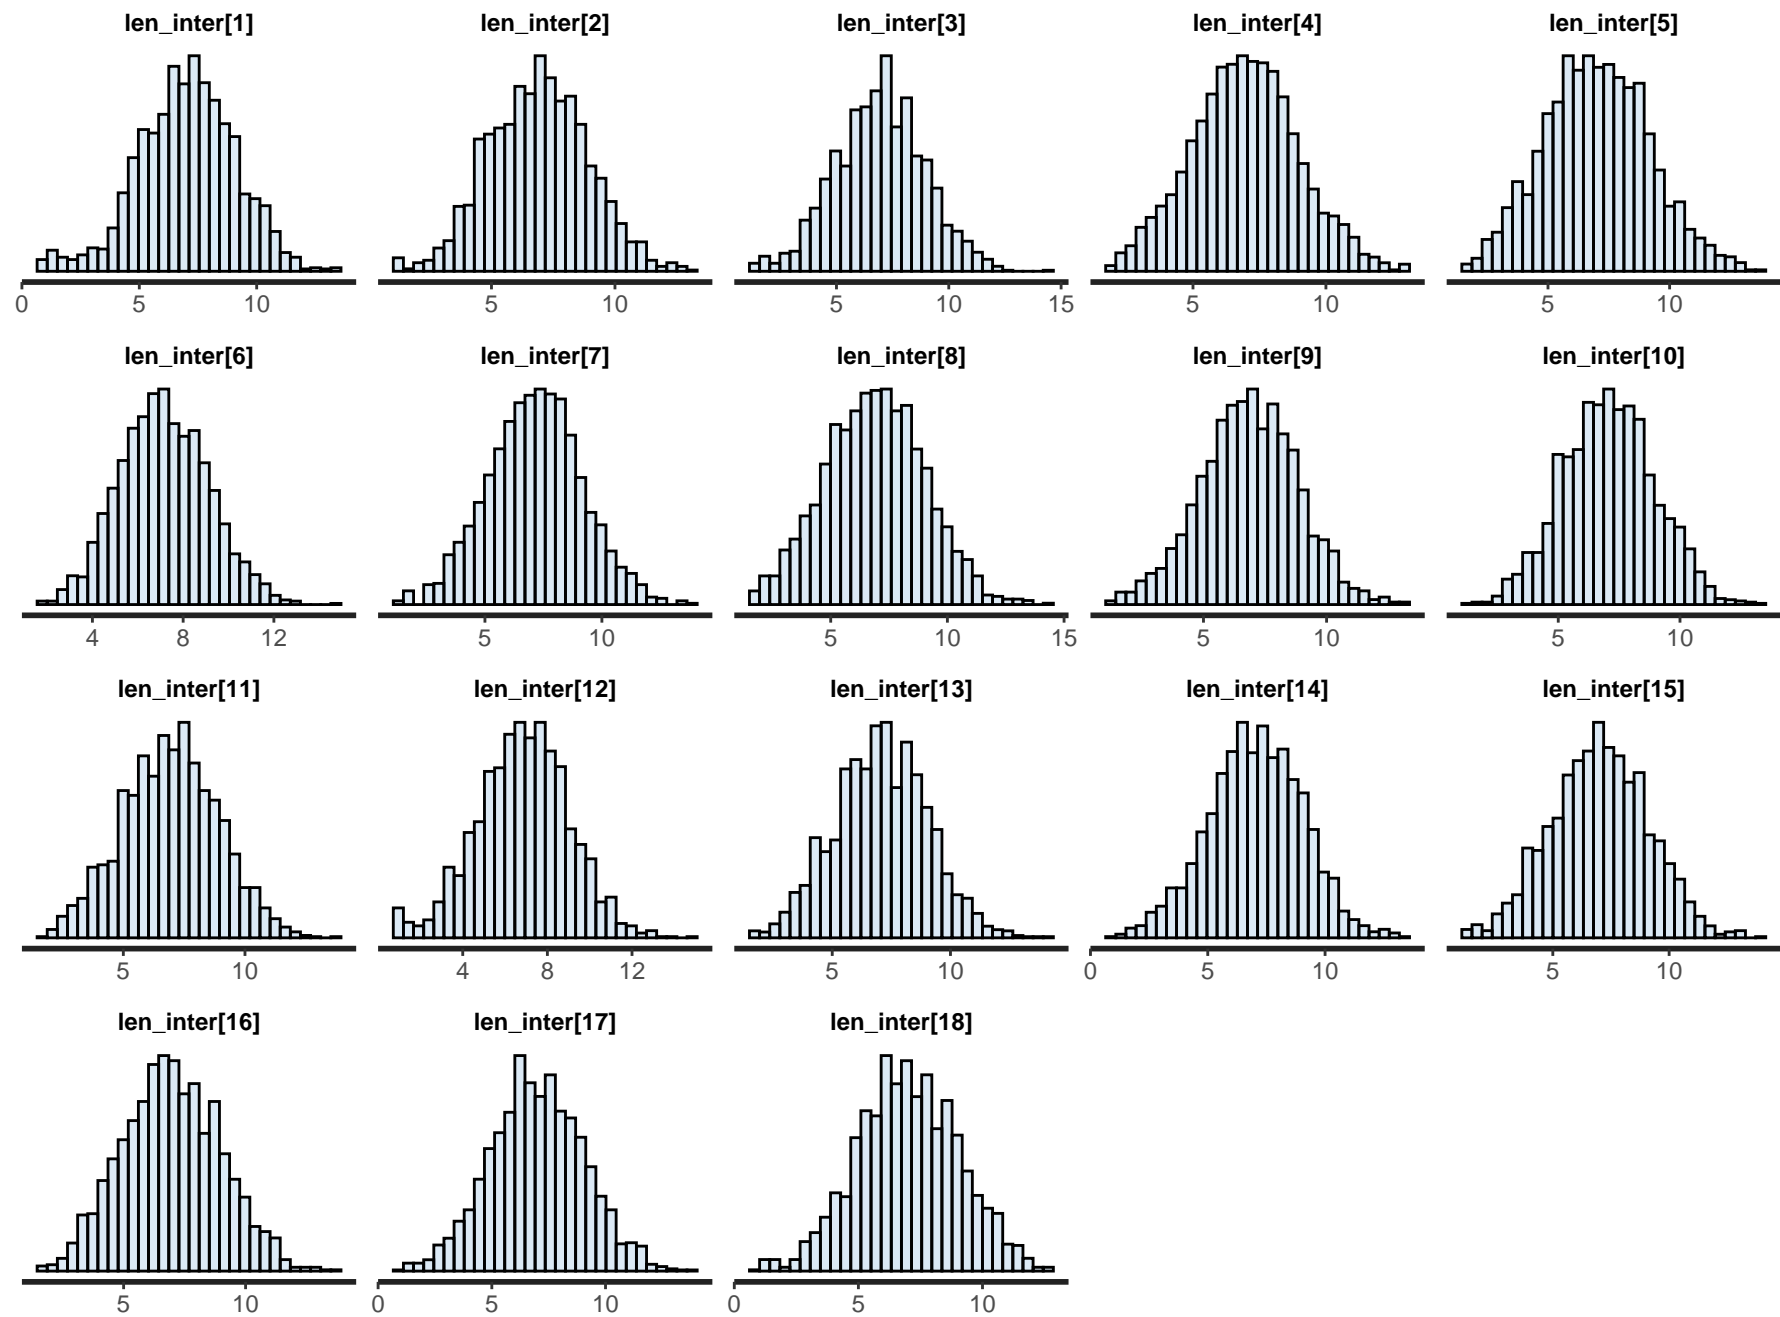 len_inter[1] len_inter[2] len_inter[3] len_inter[4] len_inter[5]
0 5 10 5 10 5 10 15 5 10 5 10
len_inter[6] len_inter[7] len_inter[8] len_inter[9] len_inter[10]
4 8 12 5 10 5 10 15 5 10 5 10
len_inter[11] len_inter[12] len_inter[13] len_inter[14] len_inter[15]
5 10 4 8 12 5 10 0 5 10 5 10
len_inter[16] len_inter[17] len_inter[18]
5 10 0 5 10 0 5 10